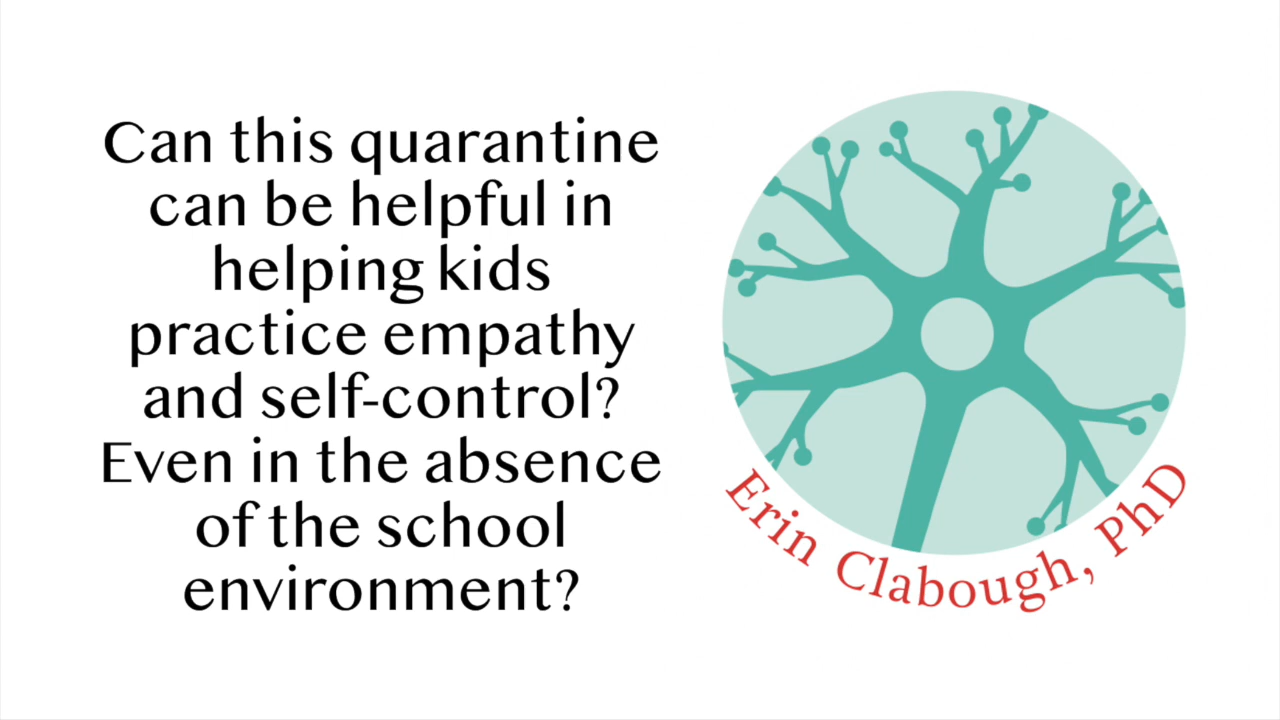 Can this quarantine
can be helpful in
helping kids
practice empathy
and self-control?
Even in the absence
of the school
environment?
Erin Clabough, PhD